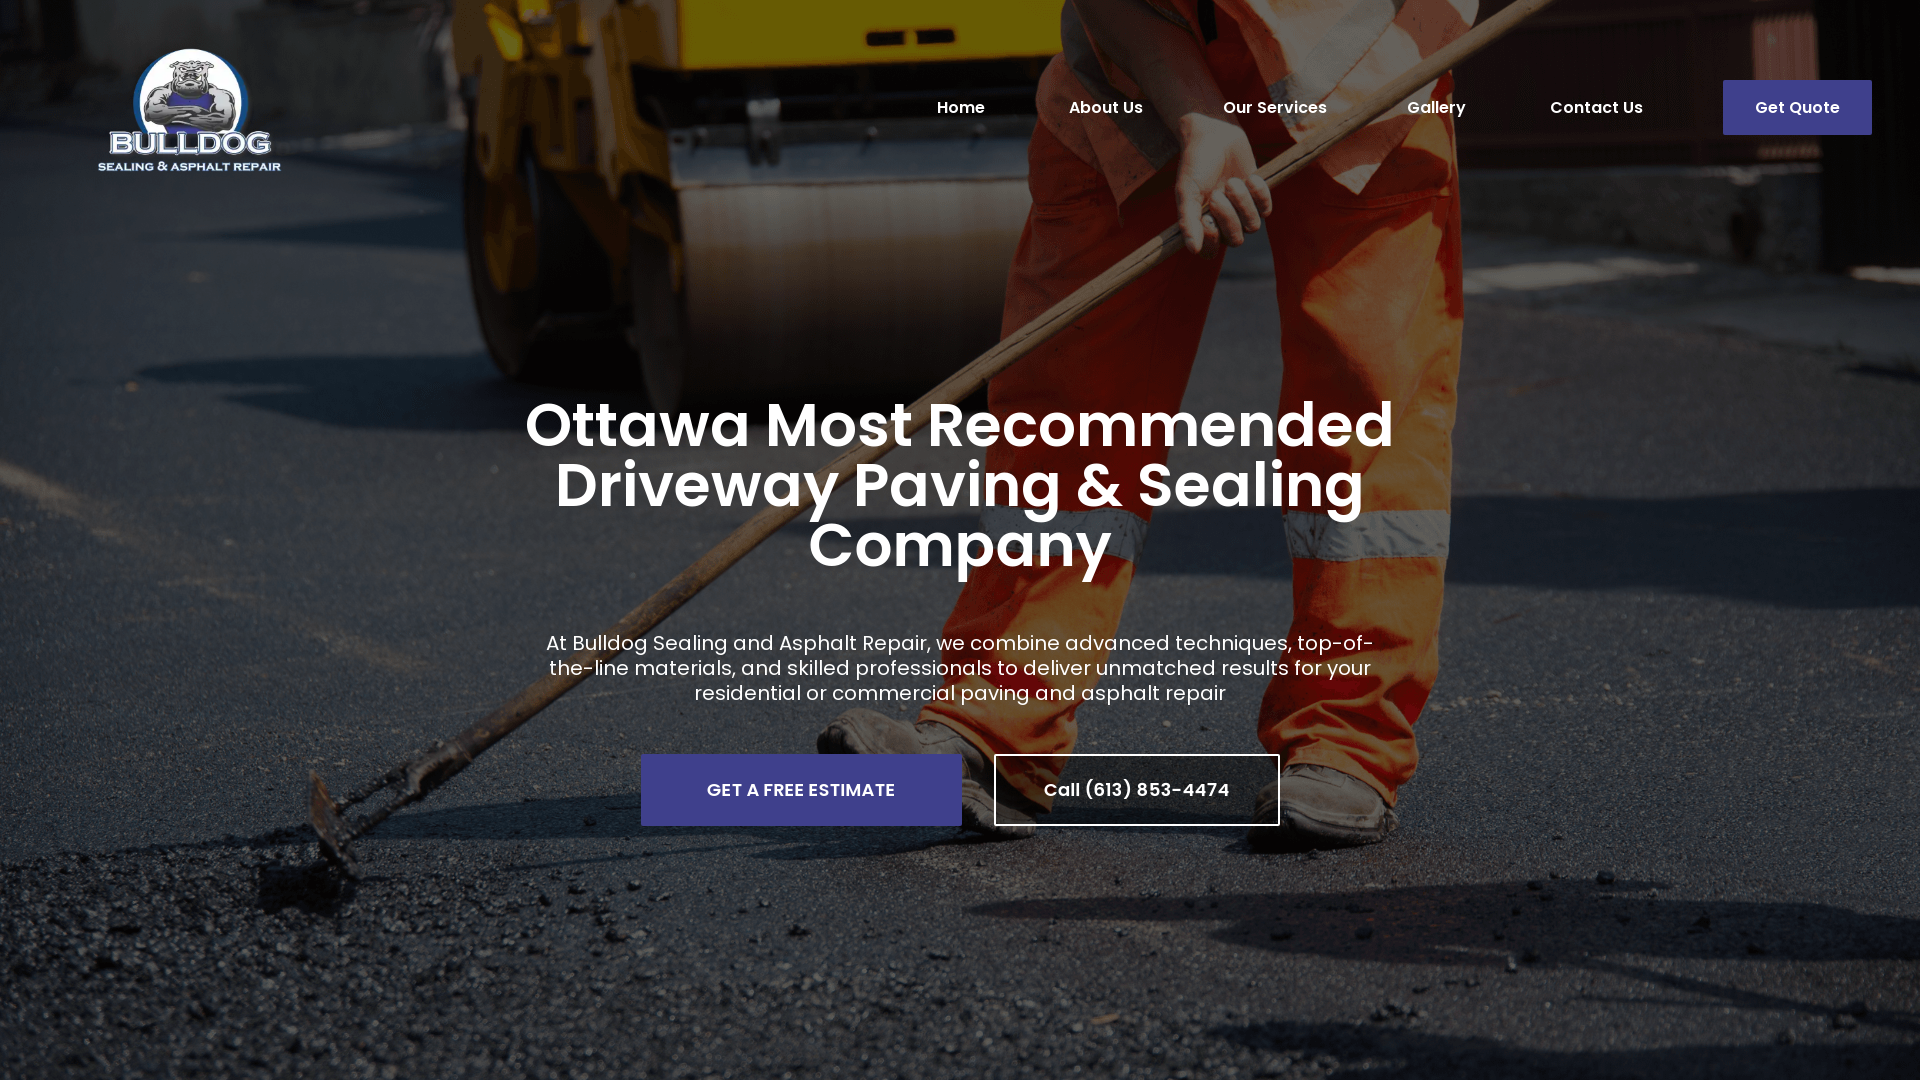 BULLDOG
SEALING & ASPHALT REPAIR
Home
About Us
Our Services
Gallery
Contact Us
Get Quote
Ottawa Most Recommended
Driveway Paving & Sealing
Company
At Bulldog Sealing and Asphalt Repair, we combine advanced techniques, top-of-
the-line materials, and skilled professionals to deliver unmatched results for your
residential or commercial paving and asphalt repair
GET A FREE ESTIMATE
Call (613) 853-4474